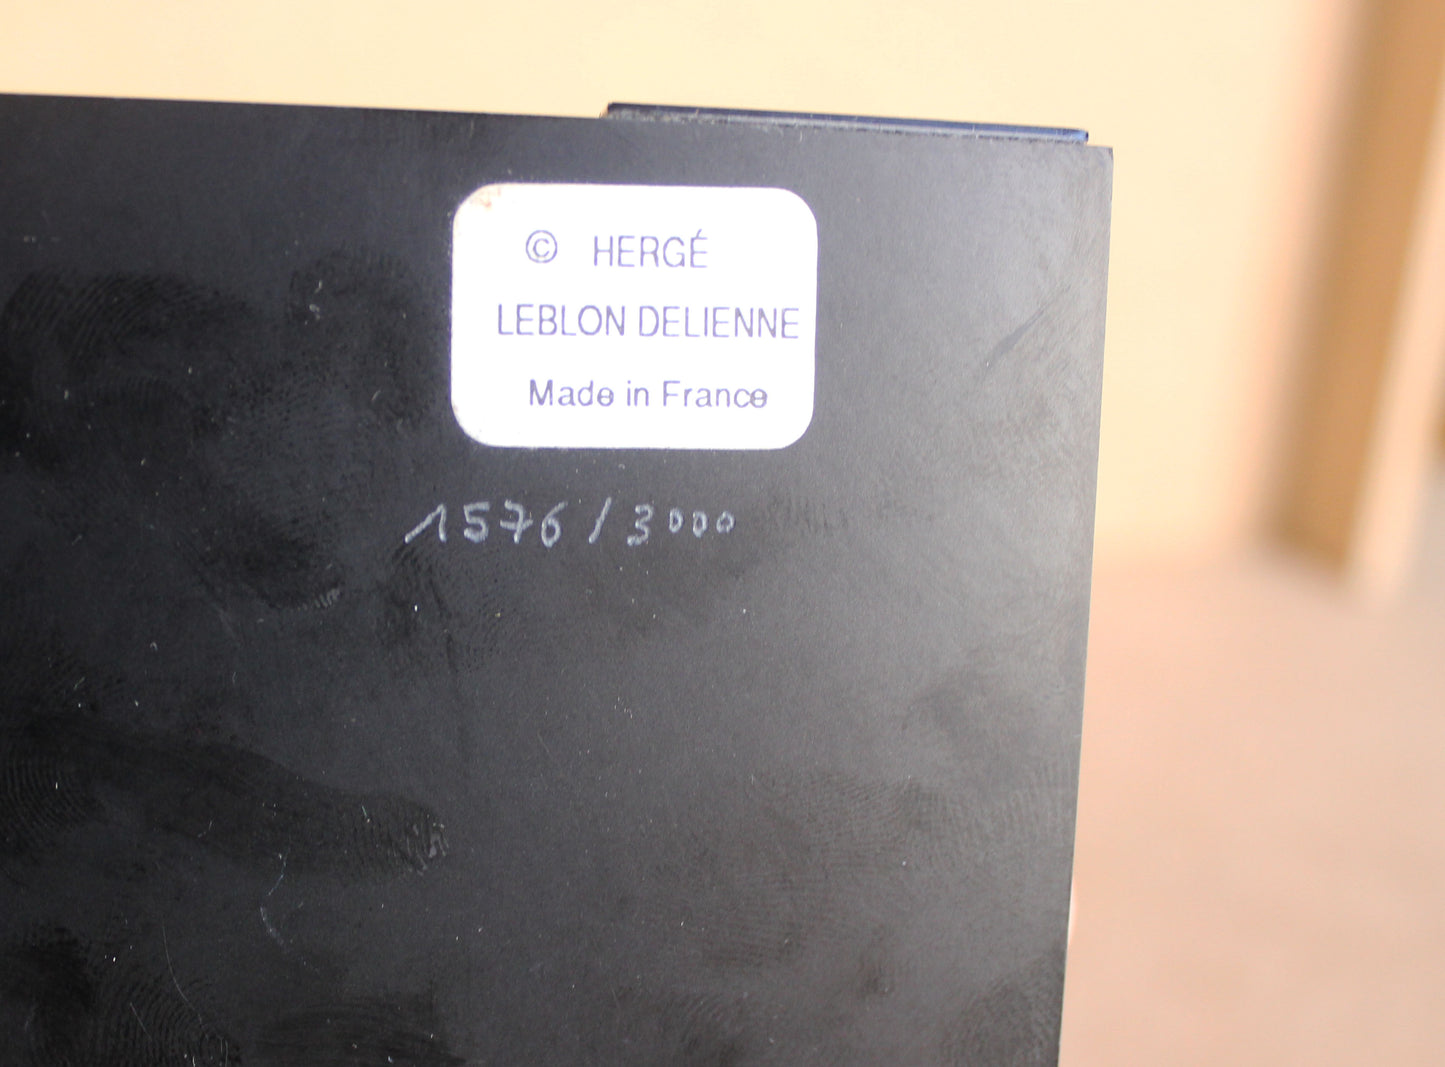 © HERGÉ
LEBLON DELIENNE
Made in France
1576/3000